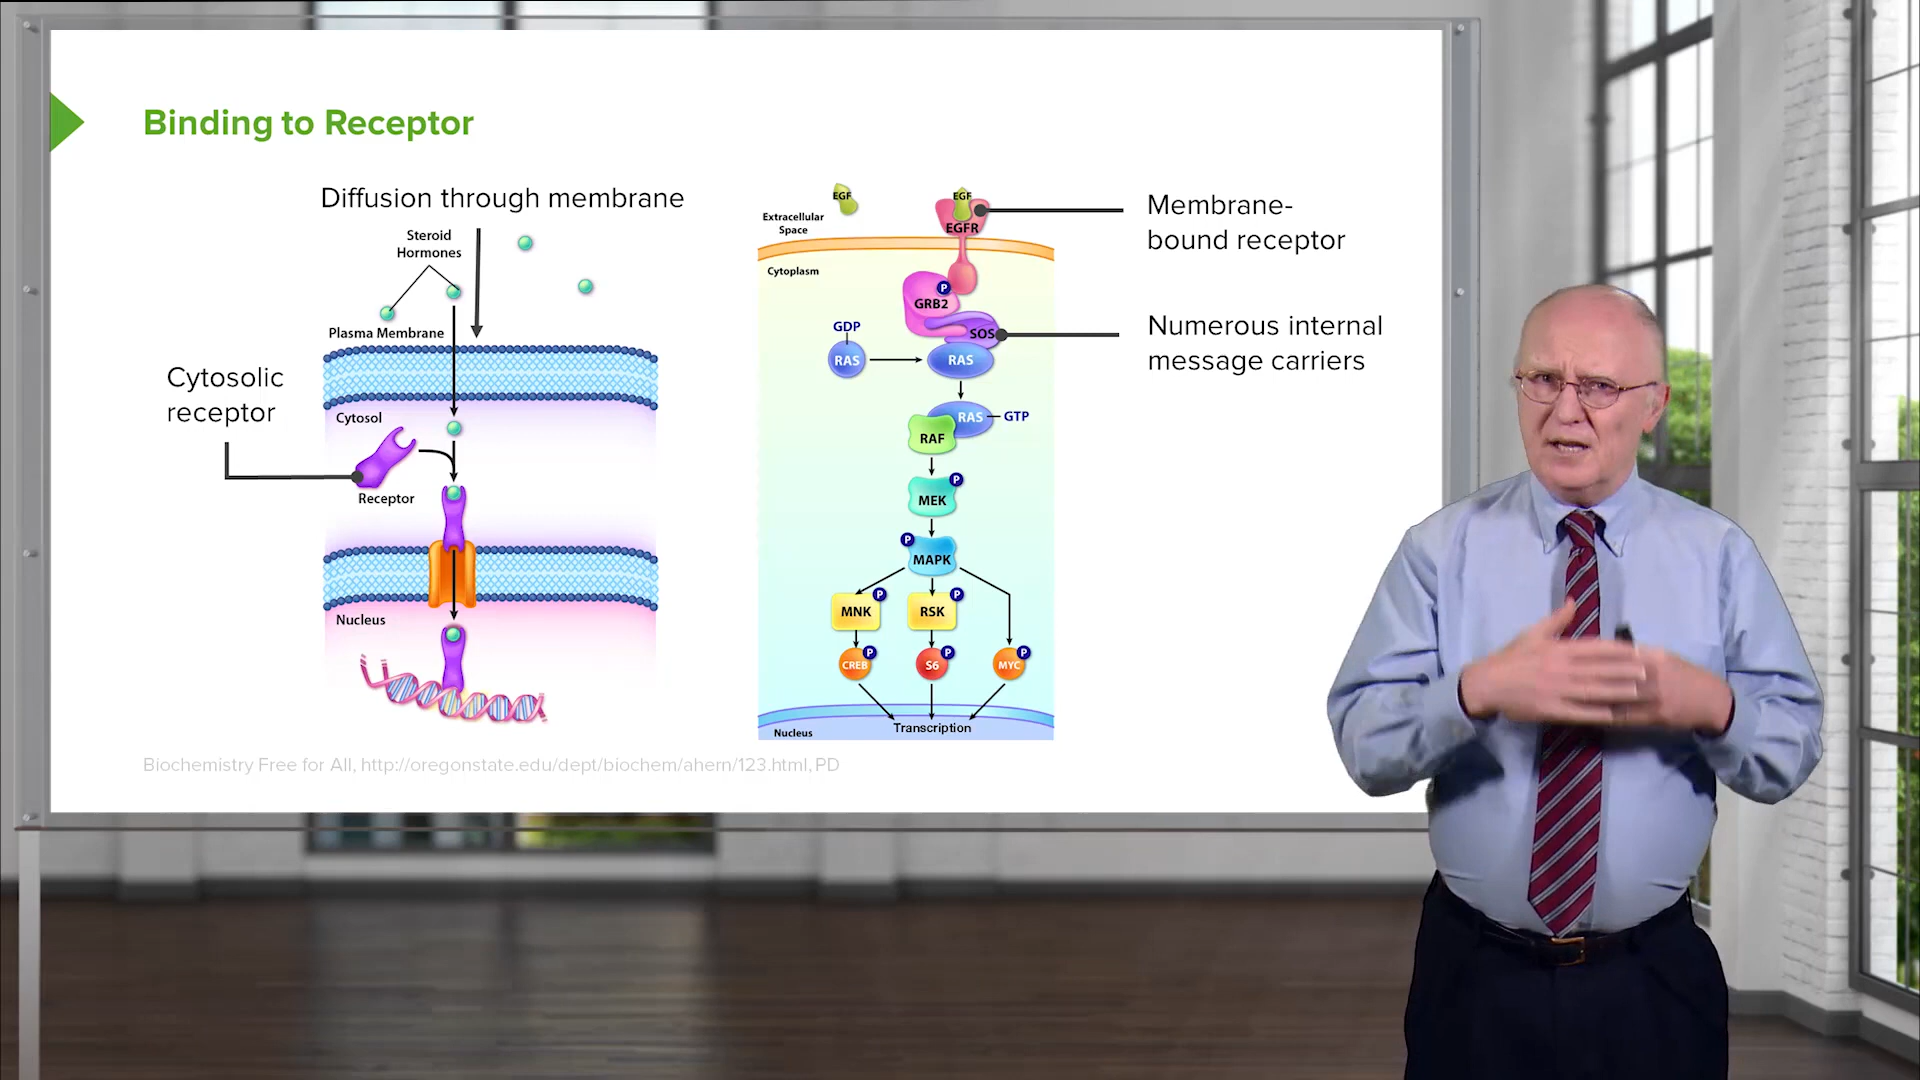 Binding to Receptor
Diffusion through membrane
Steroid
Hormones
Plasma Membrane
Cytosolic
receptor
Cytosol
Receptor
Nucleus
EGF
EGF
EGFR
Extracellular
Space
Cytoplasm
P
GRB2
SOS
GDP
RAS
RAS
RAS
GTP
RAF
P
MEK
P
MAPK
P
MNK
P
RSK
P
CREB
P
S6
P
MYC
Transcription
Nucleus
Membrane-
bound receptor
Numerous internal
message carriers
Biochemistry Free for All, http://oregonstate.edu/dept/biochem/ahern/123.html, PD